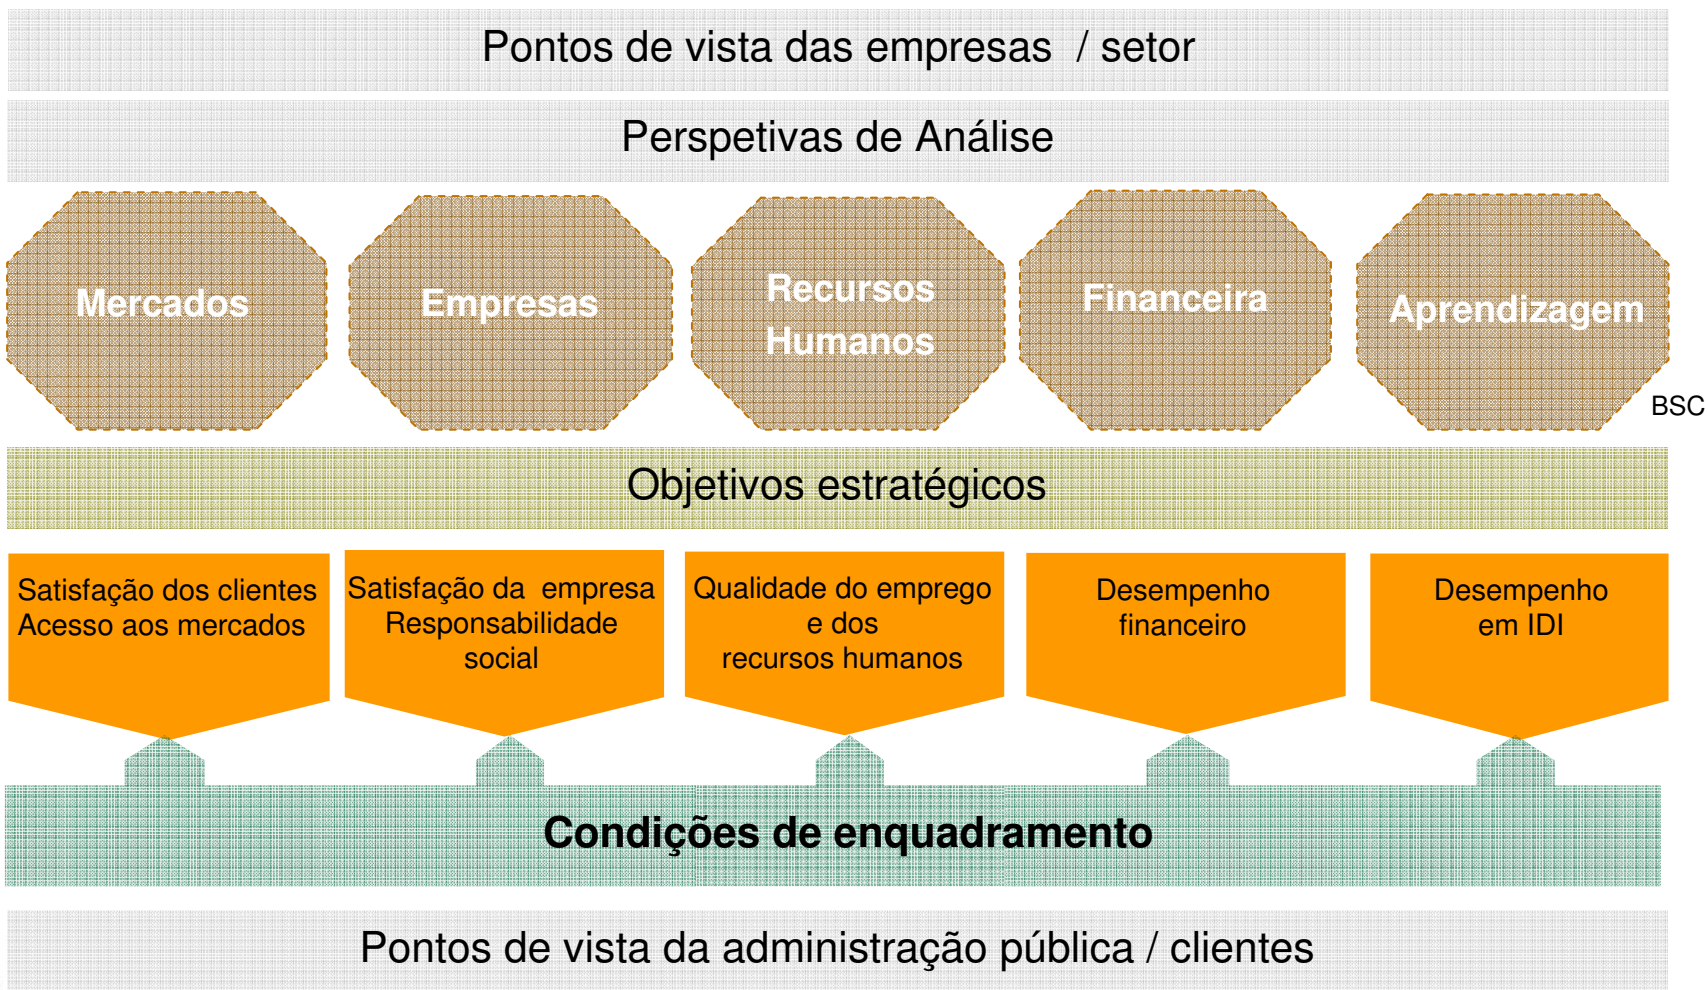 Pontos de vista das empresas / setor
Perspetivas de Análise
Mercados
Empresas
Recursos
Humanos
Financeira
Aprendizagem
BSC
Objetivos estratégicos
Satisfação dos clientes
Acesso aos mercados
Satisfação da empresa
Responsabilidade
social
Qualidade do emprego
e dos
recursos humanos
Desempenho
financeiro
Desempenho
em IDI
Condições de enquadramento
Pontos de vista da administração pública / clientes